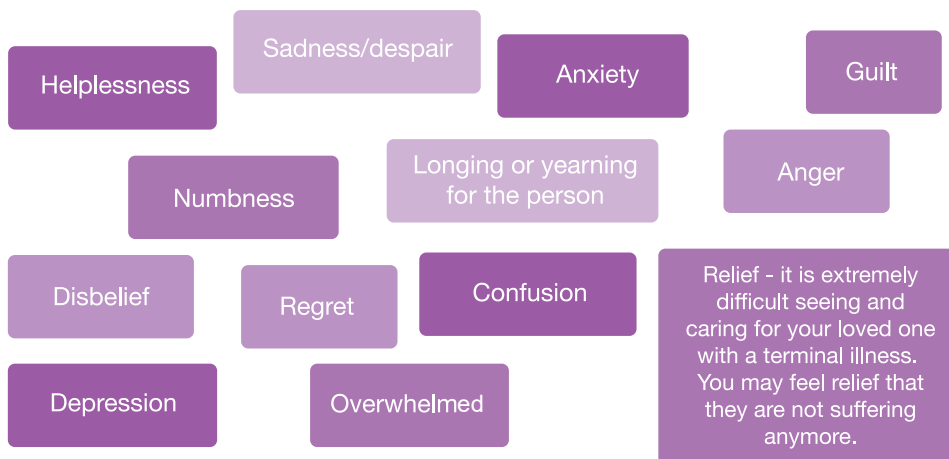 Helplessness
Sadness/despair
Anxiety
Guilt
Numbness
Longing or yearning
for the person
Anger
Disbelief
Regret
Confusion
Relief - it is extremely
difficult seeing and
caring for your loved one
with a terminal illness.
You may feel relief that
they are not suffering
anymore.
Depression
Overwhelmed